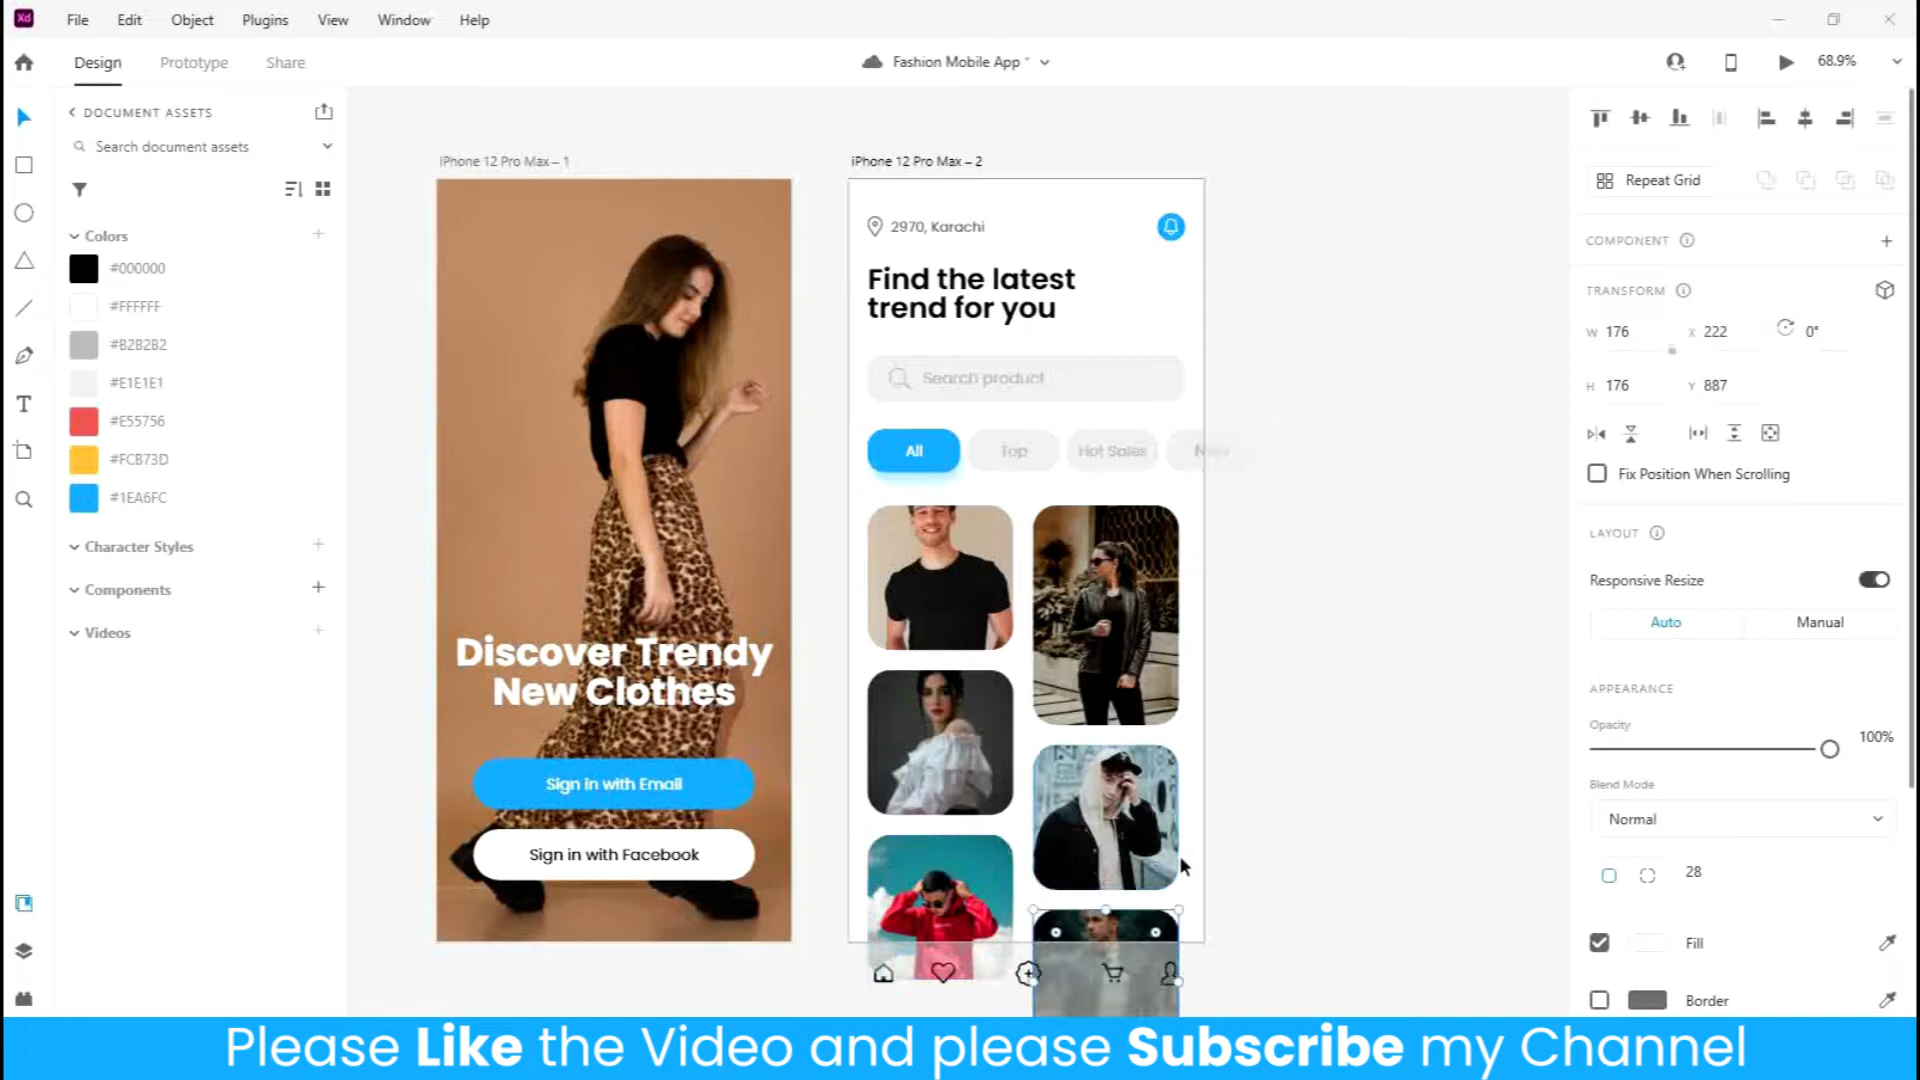 Xd File Edit Object Plugins View Window Help
Design Prototype Share
Fashion Mobile App *
68.9%
DOCUMENT ASSETS
Search document assets
Colors
#000000
#FFFFFF
#B2B2B2
#E1E1E1
#E55756
#FCB73D
#1EA6FC
Character Styles
Components
Videos
iPhone 12 Pro Max – 1
Discover Trendy
New Clothes
Sign in with Email
Sign in with Facebook
iPhone 12 Pro Max – 2
2970, Karachi
Find the latest
trend for you
Search product
All Top Hot Sales
Repeat Grid
COMPONENT
TRANSFORM
W 176 X 222 0°
H 176 Y 887
Fix Position When Scrolling
LAYOUT
Responsive Resize
Auto Manual
APPEARANCE
Opacity
100%
Blend Mode
Normal
28
Fill
Border
Please Like the Video and please Subscribe my Channel